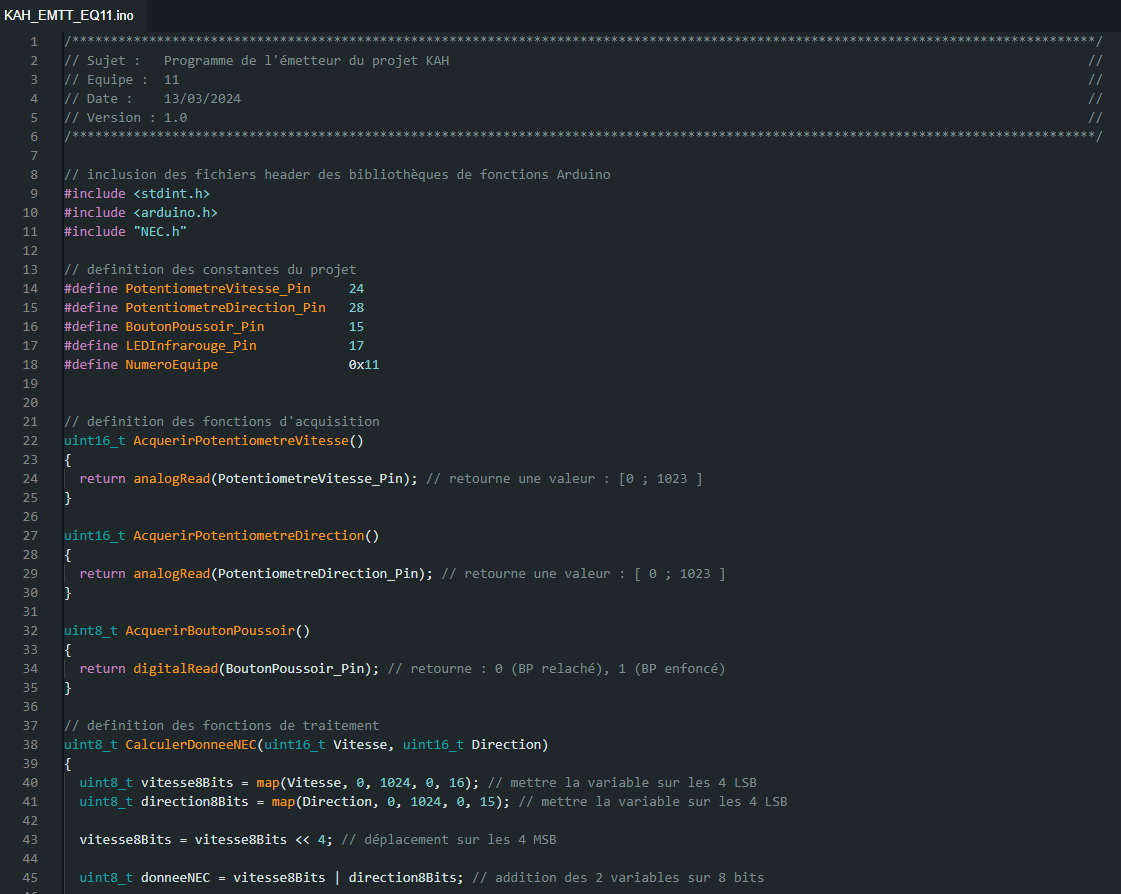 KAH_EMTT_EQ11.ino
1 /*************************************************************************************************************************************/
2 // Sujet :   Programme de l'émetteur du projet KAH //
3 // Equipe :  11 //
4 // Date :    13/03/2024 //
5 // Version : 1.0 //
6 /*************************************************************************************************************************************/
7
8 // inclusion des fichiers header des bibliothèques de fonctions Arduino
9 #include <stdint.h>
10 #include <arduino.h>
11 #include "NEC.h"
12
13 // definition des constantes du projet
14 #define PotentiometreVitesse_Pin     24
15 #define PotentiometreDirection_Pin   28
16 #define BoutonPoussoir_Pin           15
17 #define LEDInfrarouge_Pin            17
18 #define NumeroEquipe                 0x11
19
20
21 // definition des fonctions d'acquisition
22 uint16_t AcquerirPotentiometreVitesse()
23 {
24   return analogRead(PotentiometreVitesse_Pin); // retourne une valeur : [0 ; 1023 ]
25 }
26
27 uint16_t AcquerirPotentiometreDirection()
28 {
29   return analogRead(PotentiometreDirection_Pin); // retourne une valeur : [ 0 ; 1023 ]
30 }
31
32 uint8_t AcquerirBoutonPoussoir()
33 {
34   return digitalRead(BoutonPoussoir_Pin); // retourne : 0 (BP relaché), 1 (BP enfoncé)
35 }
36
37 // definition des fonctions de traitement
38 uint8_t CalculerDonneeNEC(uint16_t Vitesse, uint16_t Direction)
39 {
40   uint8_t vitesse8Bits = map(Vitesse, 0, 1024, 0, 16); // mettre la variable sur les 4 LSB
41   uint8_t direction8Bits = map(Direction, 0, 1024, 0, 15); // mettre la variable sur les 4 LSB
42
43   vitesse8Bits = vitesse8Bits << 4; // déplacement sur les 4 MSB
44
45   uint8_t donneeNEC = vitesse8Bits | direction8Bits; // addition des 2 variables sur 8 bits